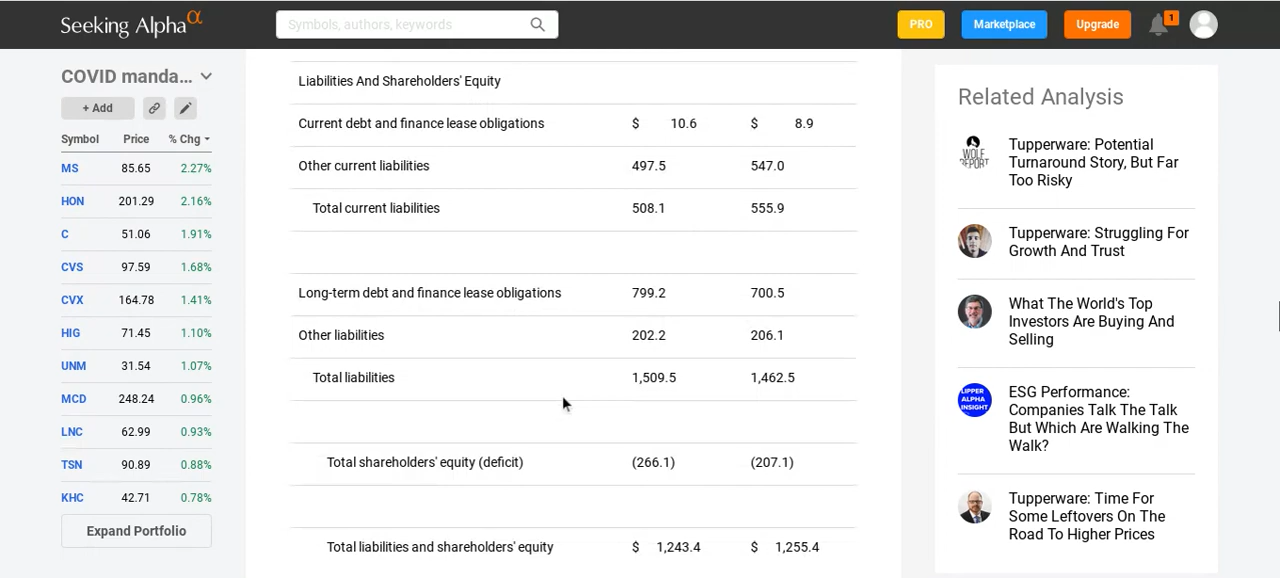 Seeking Alpha α
Symbols, authors, keywords
PRO
Marketplace
Upgrade
1
COVID manda...
+ Add
Symbol Price % Chg
MS 85.65 2.27%
HON 201.29 2.16%
C 51.06 1.91%
CVS 97.59 1.68%
CVX 164.78 1.41%
HIG 71.45 1.10%
UNM 31.54 1.07%
MCD 248.24 0.96%
LNC 62.99 0.93%
TSN 90.89 0.88%
KHC 42.71 0.78%
Expand Portfolio
Liabilities And Shareholders' Equity
Current debt and finance lease obligations $ 10.6 $ 8.9
Other current liabilities 497.5 547.0
Total current liabilities 508.1 555.9
Long-term debt and finance lease obligations 799.2 700.5
Other liabilities 202.2 206.1
Total liabilities 1,509.5 1,462.5
Total shareholders' equity (deficit) (266.1) (207.1)
Total liabilities and shareholders' equity $ 1,243.4 $ 1,255.4
Related Analysis
WOLF
REPORT
Tupperware: Potential
Turnaround Story, But Far
Too Risky
Tupperware: Struggling For
Growth And Trust
What The World's Top
Investors Are Buying And
Selling
LIPPER
ALPHA
INSIGHT
ESG Performance:
Companies Talk The Talk
But Which Are Walking The
Walk?
Tupperware: Time For
Some Leftovers On The
Road To Higher Prices